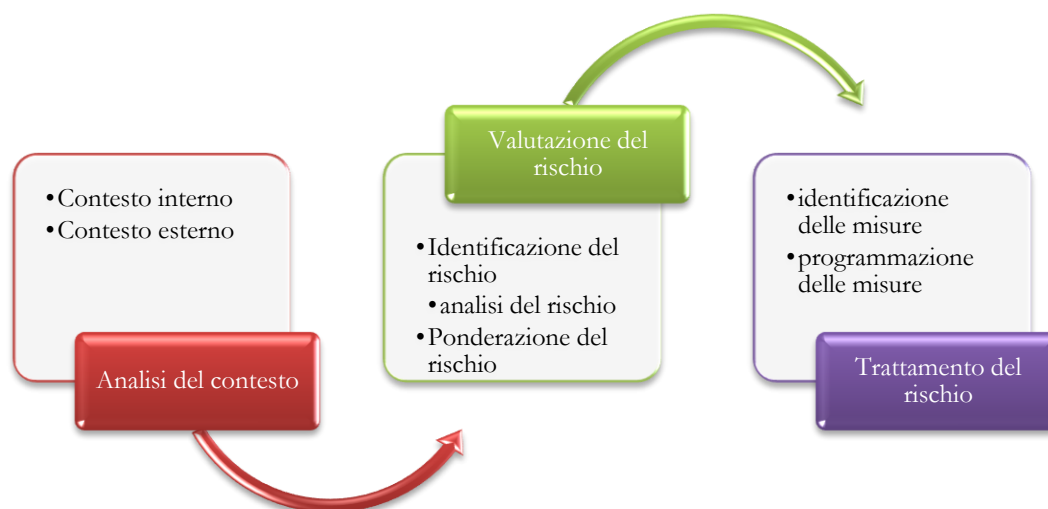 •Contesto interno
•Contesto esterno
Analisi del contesto
Valutazione del
rischio
•Identificazione del
rischio
•analisi del rischio
•Ponderazione del
rischio
•identificazione
delle misure
•programmazione
delle misure
Trattamento del
rischio